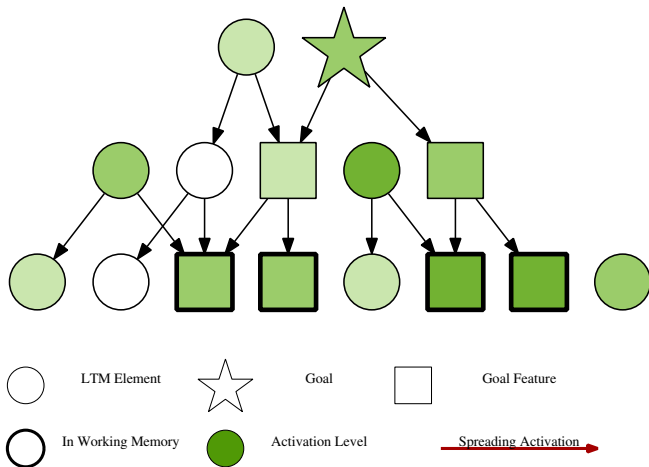 LTM Element
Goal
Goal Feature
In Working Memory
Activation Level
Spreading Activation